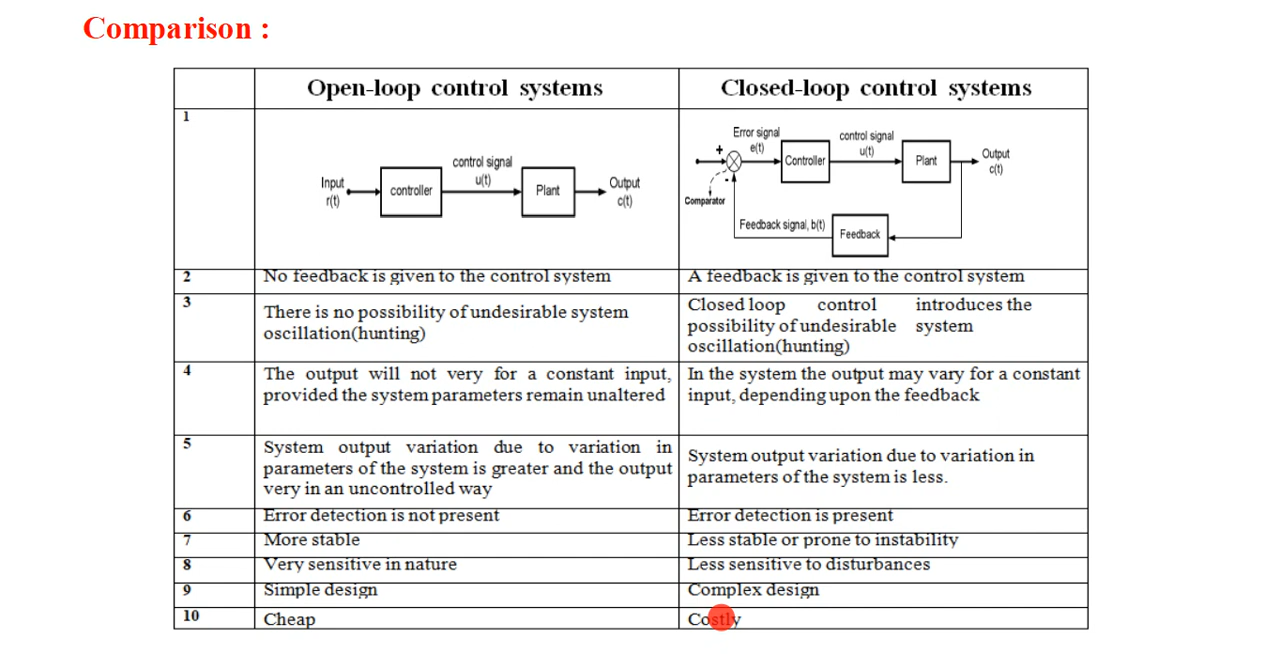 Comparison :
Open-loop control systems
Closed-loop control systems
1
Input
r(t)
controller
control signal
u(t)
Plant
Output
c(t)
Error signal
e(t)
+
-
Comparator
Controller
control signal
u(t)
Plant
Output
c(t)
Feedback signal, b(t)
Feedback
2
No feedback is given to the control system
A feedback is given to the control system
3
There is no possibility of undesirable system
oscillation(hunting)
Closed loop control introduces the
possibility of undesirable system
oscillation(hunting)
4
The output will not very for a constant input,
provided the system parameters remain unaltered
In the system the output may vary for a constant
input, depending upon the feedback
5
System output variation due to variation in
parameters of the system is greater and the output
very in an uncontrolled way
System output variation due to variation in
parameters of the system is less.
6
Error detection is not present
Error detection is present
7
More stable
Less stable or prone to instability
8
Very sensitive in nature
Less sensitive to disturbances
9
Simple design
Complex design
10
Cheap
Costly